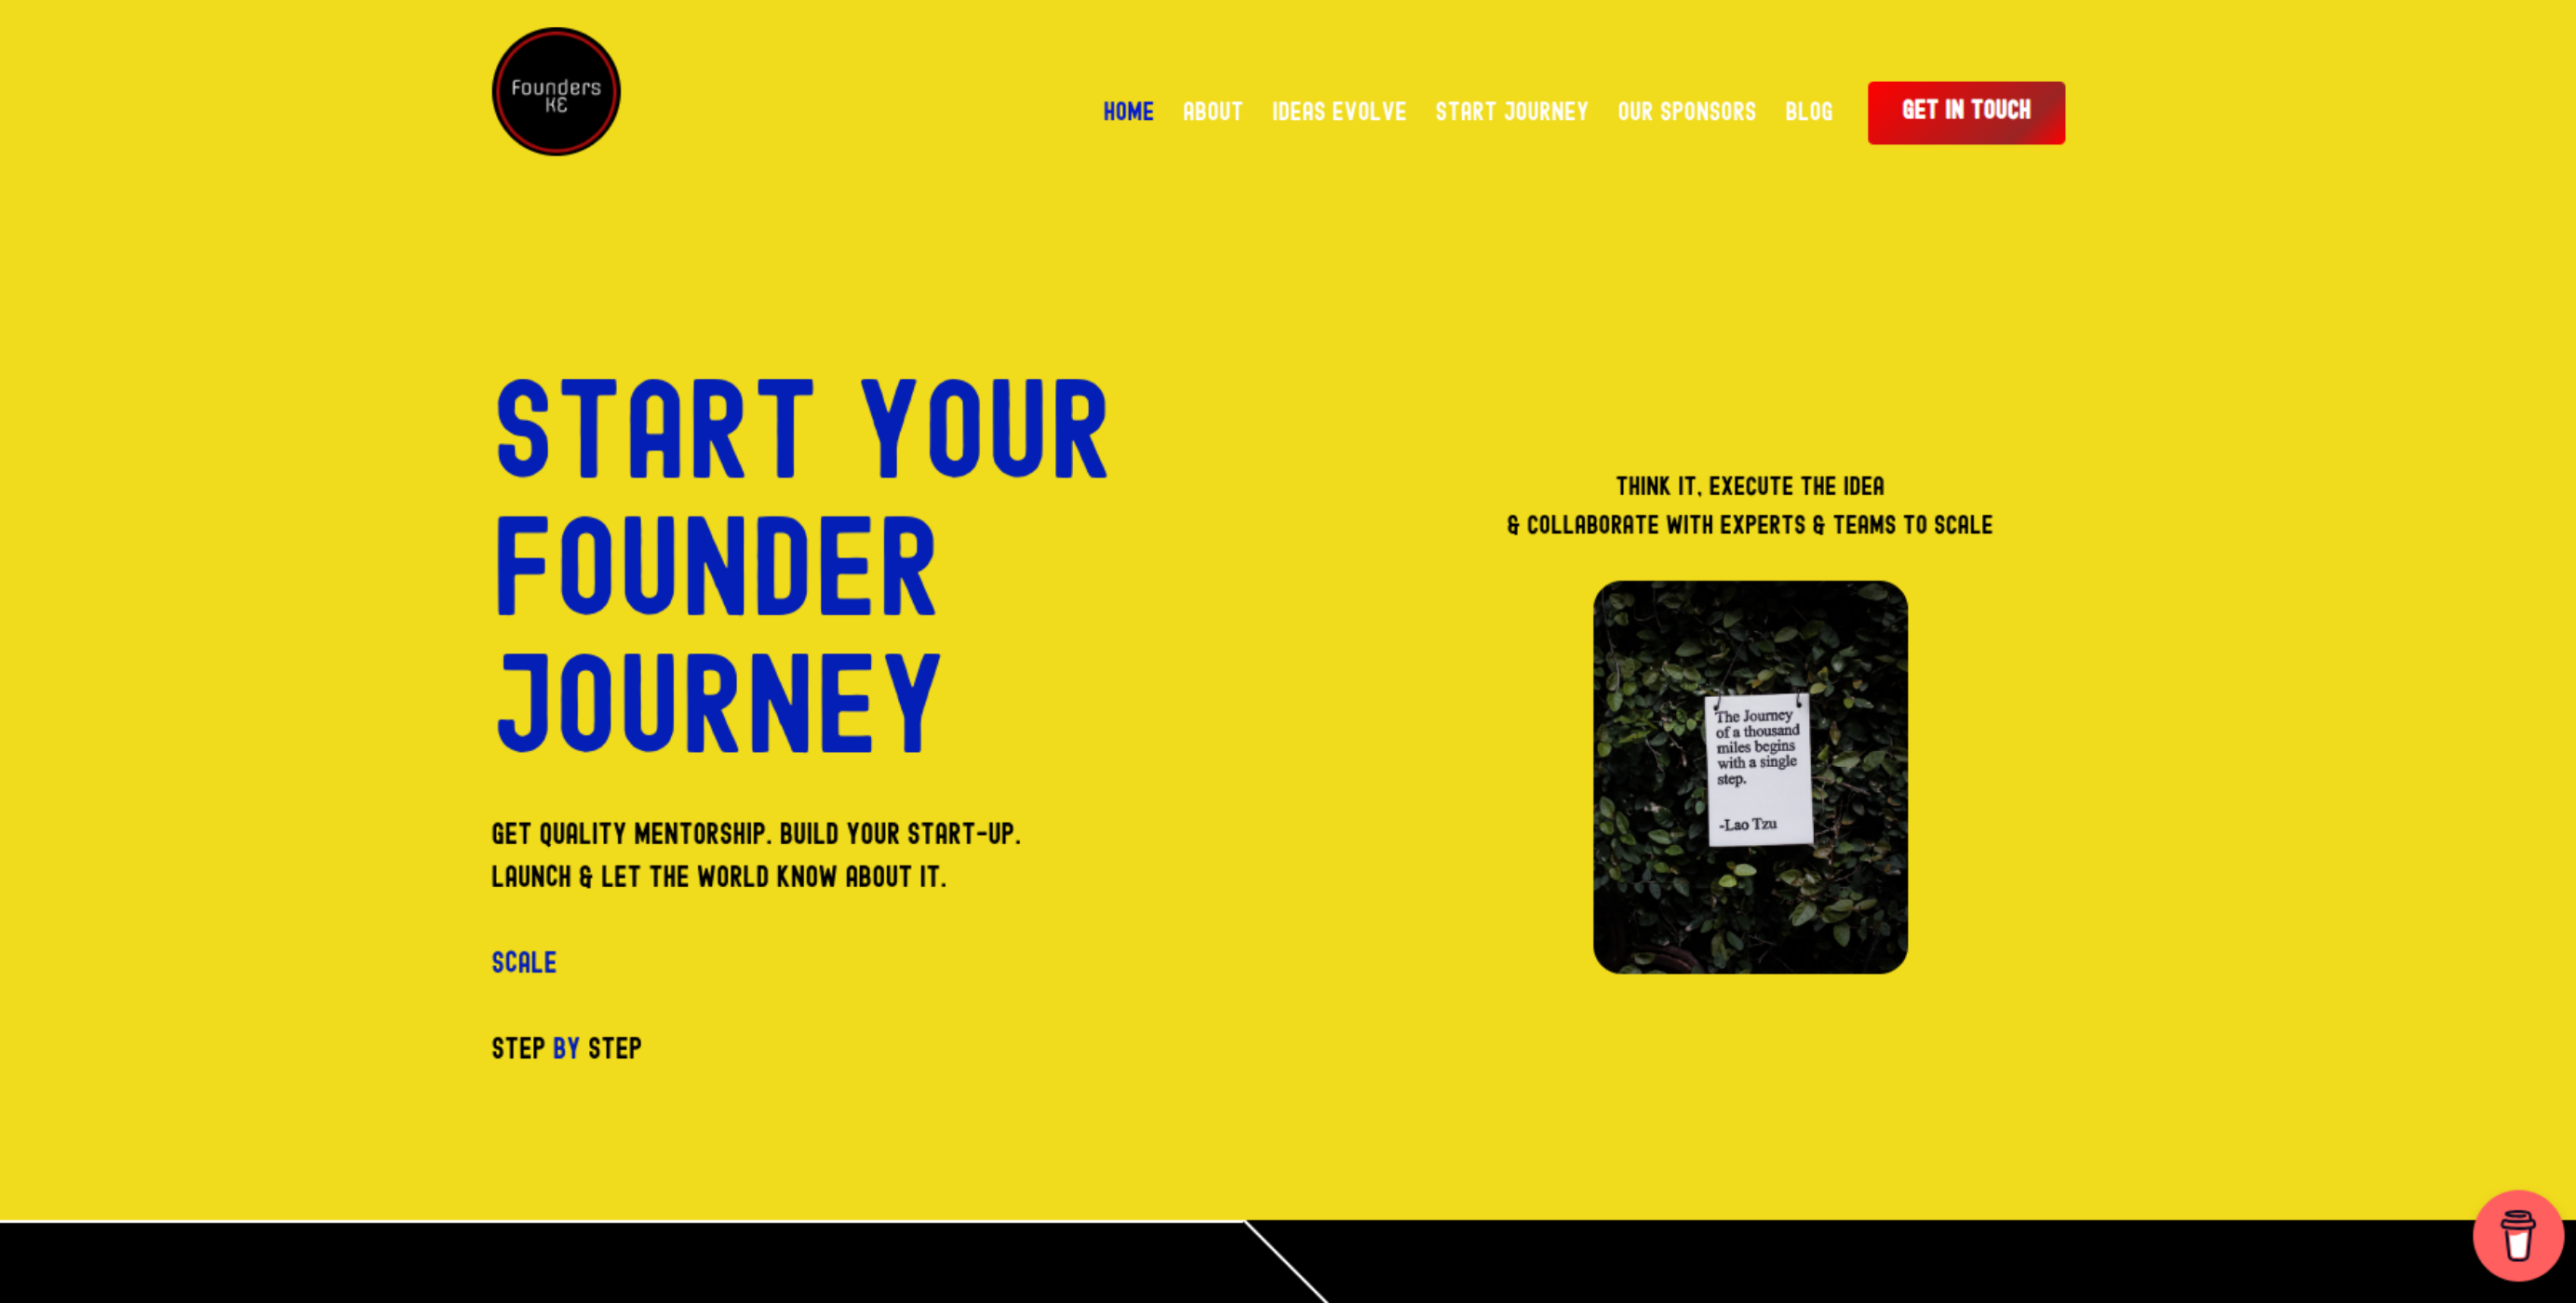 Founders
KE
HOME ABOUT IDEAS EVOLVE START JOURNEY OUR SPONSORS BLOG GET IN TOUCH
START YOUR
FOUNDER
JOURNEY
GET QUALITY MENTORSHIP. BUILD YOUR START-UP.
LAUNCH & LET THE WORLD KNOW ABOUT IT.
SCALE
STEP BY STEP
THINK IT, EXECUTE THE IDEA
& COLLABORATE WITH EXPERTS & TEAMS TO SCALE
The Journey
of a thousand
miles begins
with a single
step.
-Lao Tzu